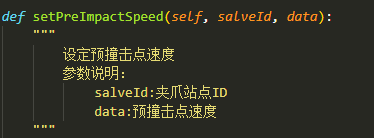 def setPreImpactSpeed(self, salveId, data):
"""
设定预撞击点速度
参数说明：
salveId:夹爪站点ID
data:预撞击点速度
"""